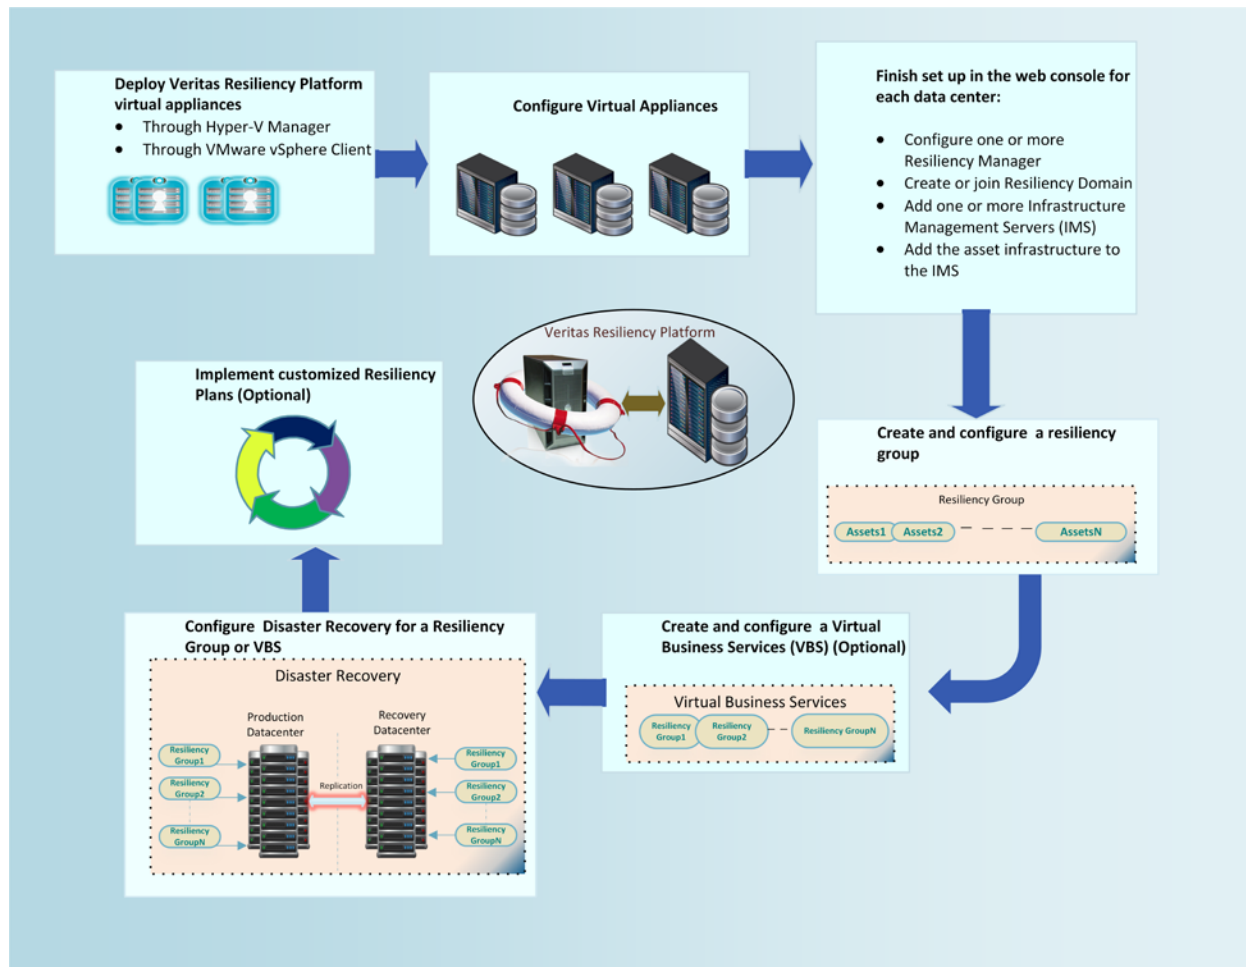 Deploy Veritas Resiliency Platform
virtual appliances
● Through Hyper-V Manager
● Through VMware vSphere Client
Configure Virtual Appliances
Finish set up in the web console for
each data center:
● Configure one or more
Resiliency Manager
● Create or join Resiliency Domain
● Add one or more Infrastructure
Management Servers (IMS)
● Add the asset infrastructure to
the IMS
Veritas Resiliency Platform
Create and configure a resiliency
group
Resiliency Group
Assets1
Assets2
AssetsN
Create and configure a Virtual
Business Services (VBS) (Optional)
Virtual Business Services
Resiliency
Group1
Resiliency
Group2
Resiliency GroupN
Configure Disaster Recovery for a Resiliency
Group or VBS
Disaster Recovery
Production
Datacenter
Recovery
Datacenter
Resiliency
Group1
Resiliency
Group2
Resiliency
GroupN
Replication
Resiliency
Group1
Resiliency
Group2
Resiliency
GroupN
Implement customized Resiliency
Plans (Optional)